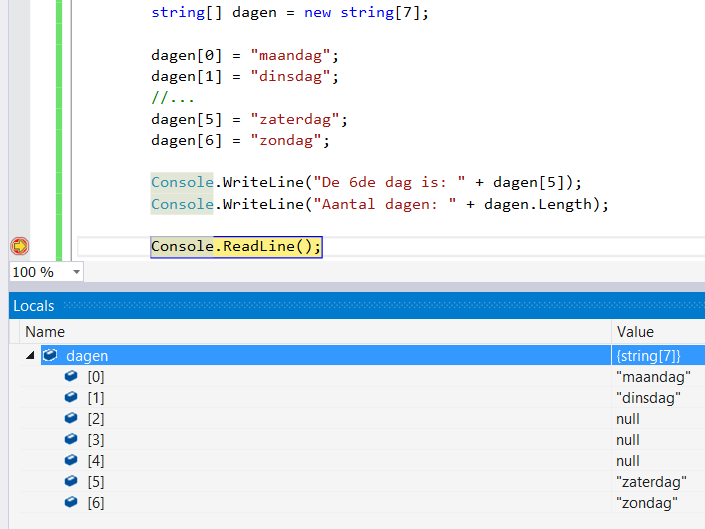 string[] dagen = new string[7];
dagen[0] = "maandag";
dagen[1] = "dinsdag";
//...
dagen[5] = "zaterdag";
dagen[6] = "zondag";
Console.WriteLine("De 6de dag is: " + dagen[5]);
Console.WriteLine("Aantal dagen: " + dagen.Length);
Console.ReadLine();
100 %
Locals
Name Value
dagen {string[7]}
[0] "maandag"
[1] "dinsdag"
[2] null
[3] null
[4] null
[5] "zaterdag"
[6] "zondag"